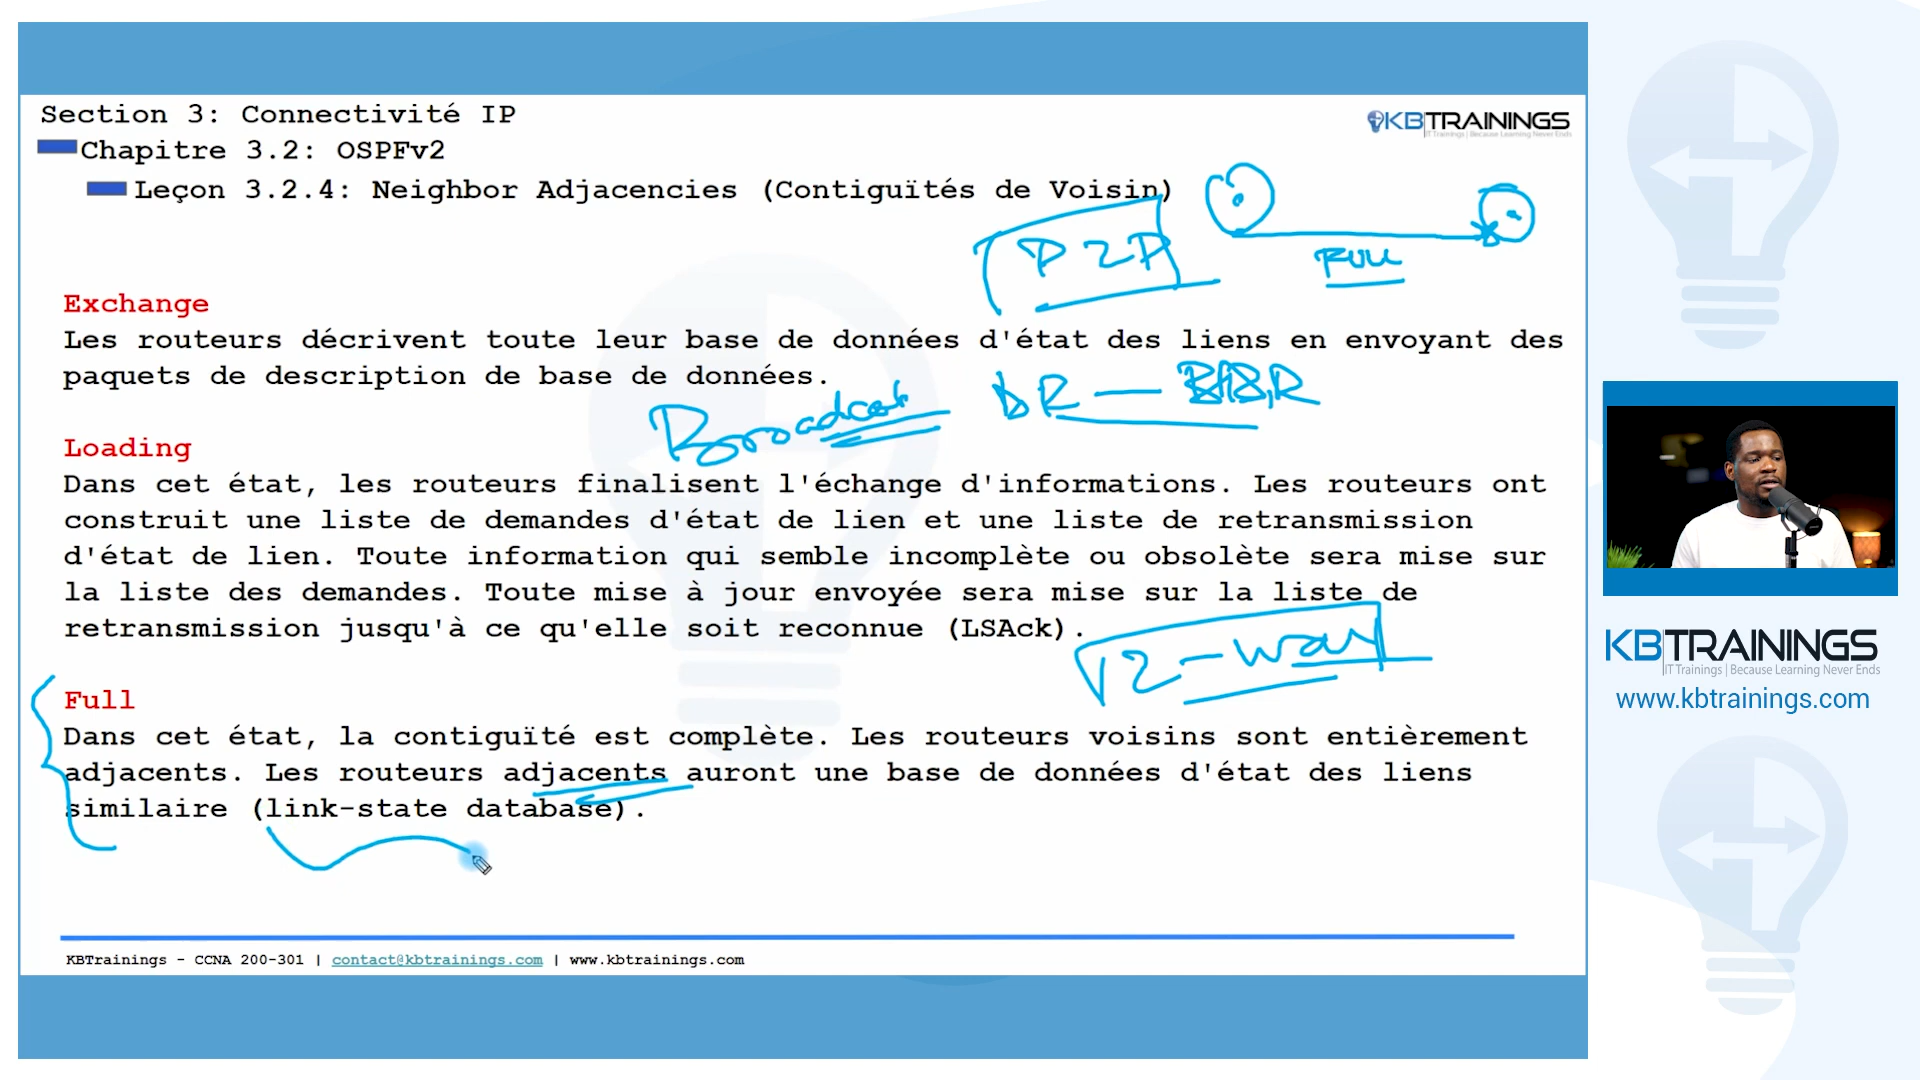 Section 3: Connectivité IP
KBTRAININGS
IT Trainings | Because Learning Never Ends
Chapitre 3.2: OSPFv2
Leçon 3.2.4: Neighbor Adjacencies (Contiguïtés de Voisin)
P2P
FULL
Exchange
Les routeurs décrivent toute leur base de données d'état des liens en envoyant des
paquets de description de base de données.
DR —
Broadcast
Loading
Dans cet état, les routeurs finalisent l'échange d'informations. Les routeurs ont
construit une liste de demandes d'état de lien et une liste de retransmission
d'état de lien. Toute information qui semble incomplète ou obsolète sera mise sur
la liste des demandes. Toute mise à jour envoyée sera mise sur la liste de
retransmission jusqu'à ce qu'elle soit reconnue (LSAck).
2-way
Full
Dans cet état, la contiguïté est complète. Les routeurs voisins sont entièrement
adjacents. Les routeurs adjacents auront une base de données d'état des liens
similaire (link-state database).
KBTrainings - CCNA 200-301 | contact@kbtrainings.com | www.kbtrainings.com
KBTRAININGS
IT Trainings | Because Learning Never Ends
www.kbtrainings.com